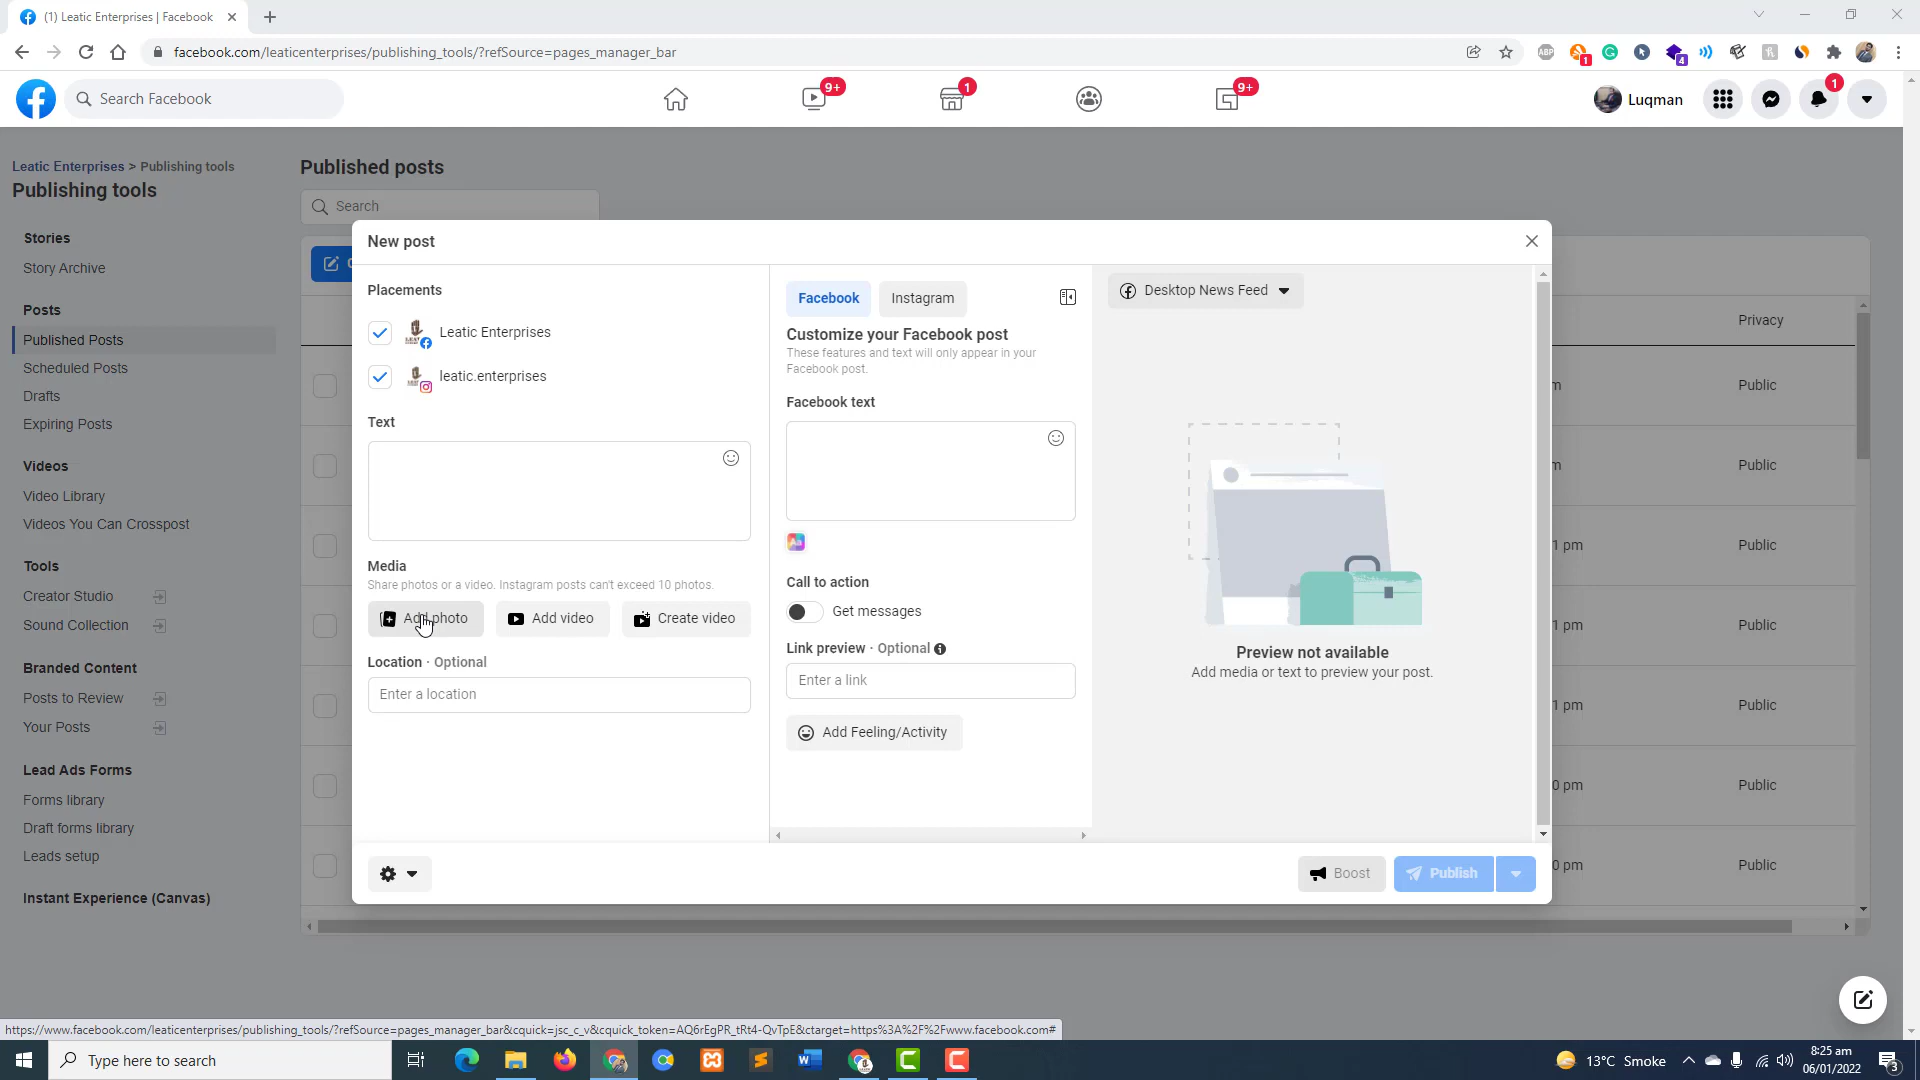 (1) Leatic Enterprises | Facebook
facebook.com/leaticenterprises/publishing_tools/?refSource=pages_manager_bar
ABP
1
4
Search Facebook
9+
1
9+
Luqman
1
Leatic Enterprises > Publishing tools
Publishing tools
Stories
Story Archive
Posts
Published Posts
Scheduled Posts
Drafts
Expiring Posts
Videos
Video Library
Videos You Can Crosspost
Tools
Creator Studio
Sound Collection
Branded Content
Posts to Review
Your Posts
Lead Ads Forms
Forms library
Draft forms library
Leads setup
Instant Experience (Canvas)
Published posts
Search
New post
Placements
Leatic Enterprises
leatic.enterprises
Text
Media
Share photos or a video. Instagram posts can't exceed 10 photos.
Add photo
Add video
Create video
Location · Optional
Enter a location
Facebook
Instagram
Customize your Facebook post
These features and text will only appear in your
Facebook post.
Facebook text
Call to action
Get messages
Link preview · Optional
Enter a link
Add Feeling/Activity
Desktop News Feed
Preview not available
Add media or text to preview your post.
Boost
Publish
Privacy
Public
Public
1 pm
Public
1 pm
Public
1 pm
Public
0 pm
Public
0 pm
Public
https://www.facebook.com/leaticenterprises/publishing_tools/?refSource=pages_manager_bar&cquick=jsc_c_v&cquick_token=AQ6rEgPR_tRt4-QvTpE&ctarget=https%3A%2F%2Fwww.facebook.com#
Type here to search
13°C Smoke
8:25 am
06/01/2022
3